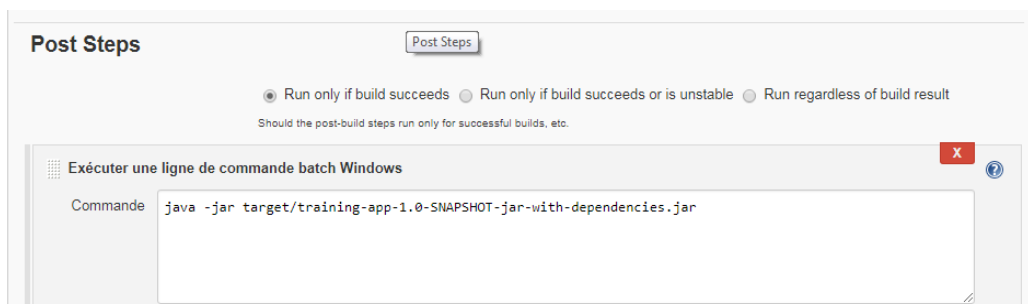 Post Steps
Post Steps
Run only if build succeeds Run only if build succeeds or is unstable Run regardless of build result
Should the post-build steps run only for successful builds, etc.
X
Exécuter une ligne de commande batch Windows
?
Commande
java -jar target/training-app-1.0-SNAPSHOT-jar-with-dependencies.jar